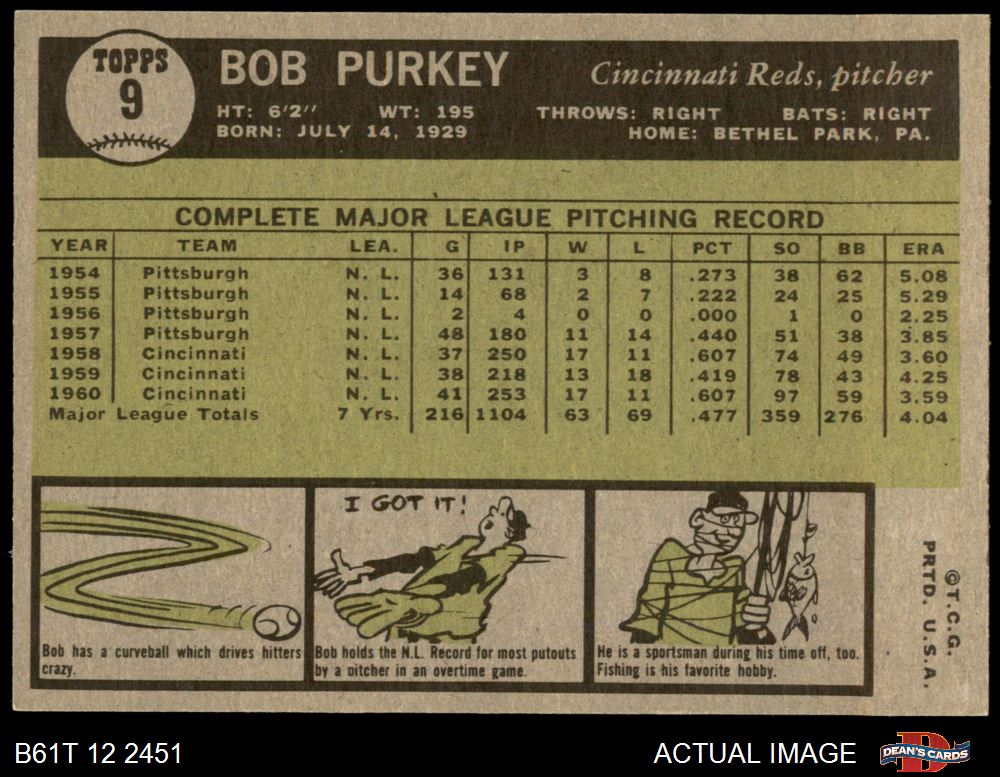 TOPPS
9
BOB PURKEY
Cincinnati Reds, pitcher
HT: 6'2'' WT: 195 THROWS: RIGHT BATS: RIGHT
BORN: JULY 14, 1929 HOME: BETHEL PARK, PA.
COMPLETE MAJOR LEAGUE PITCHING RECORD
YEAR TEAM LEA. G IP W L PCT SO BB ERA
1954 Pittsburgh N. L. 36 131 3 8 .273 38 62 5.08
1955 Pittsburgh N. L. 14 68 2 7 .222 24 25 5.29
1956 Pittsburgh N. L. 2 4 0 0 .000 1 0 2.25
1957 Pittsburgh N. L. 48 180 11 14 .440 51 38 3.85
1958 Cincinnati N. L. 37 250 17 11 .607 74 49 3.60
1959 Cincinnati N. L. 38 218 13 18 .419 78 43 4.25
1960 Cincinnati N. L. 41 253 17 11 .607 97 59 3.59
Major League Totals 7 Yrs. 216 1104 63 69 .477 359 276 4.04
Bob has a curveball which drives hitters
crazy.
I GOT IT!
Bob holds the N.L. Record for most putouts
by a pitcher in an overtime game.
He is a sportsman during his time off, too.
Fishing is his favorite hobby.
©T.C.G.
PRTD. U.S.A.
B61T 12 2451
ACTUAL IMAGE
D
DEAN'S CARDS